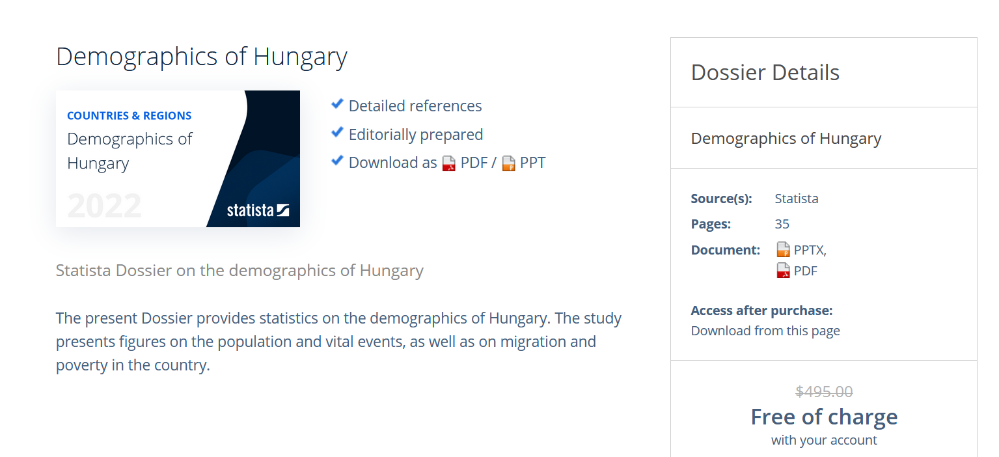 Demographics of Hungary
COUNTRIES & REGIONS
Demographics of
Hungary
2022
statista
Detailed references
Editorially prepared
Download as PDF / PPT
Statista Dossier on the demographics of Hungary
The present Dossier provides statistics on the demographics of Hungary. The study
presents figures on the population and vital events, as well as on migration and
poverty in the country.
Dossier Details
Demographics of Hungary
Source(s): Statista
Pages: 35
Document: PPTX,
PDF
Access after purchase:
Download from this page
$495.00
Free of charge
with your account